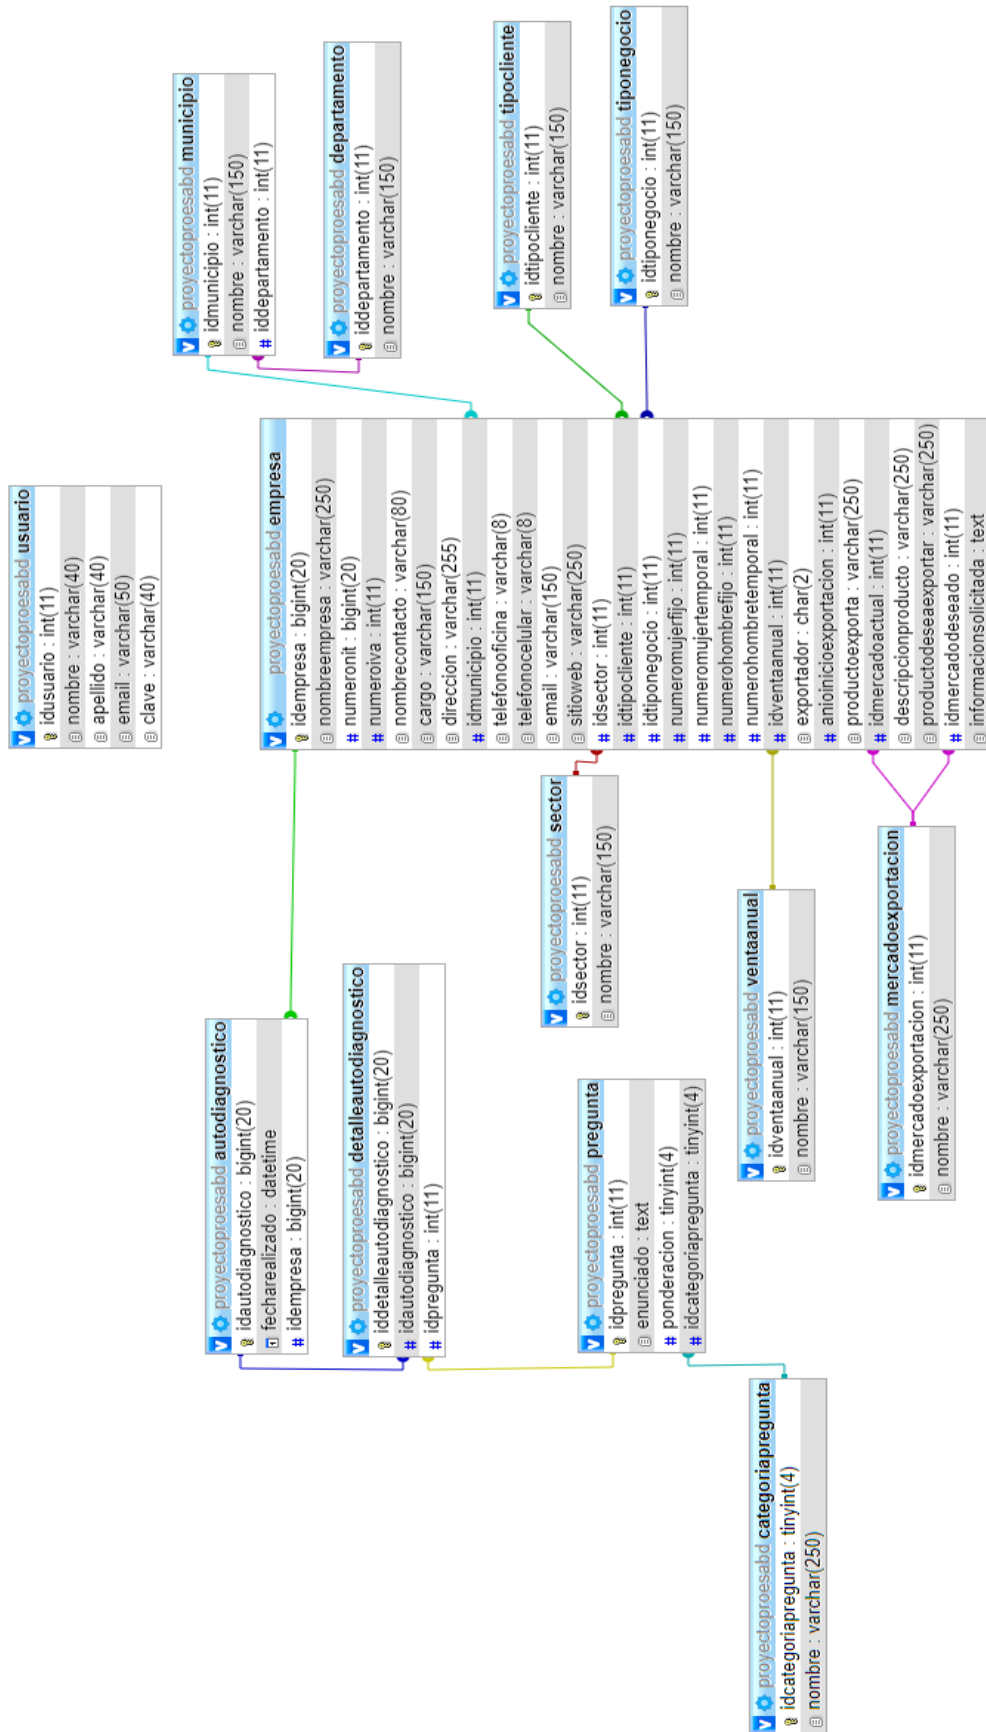 V proyectoproesabd usuario
idusuario : int(11)
nombre : varchar(40)
apellido : varchar(40)
email : varchar(50)
clave : varchar(40)
V proyectoproesabd municipio
idmunicipio : int(11)
nombre : varchar(150)
iddepartamento : int(11)
V proyectoproesabd autodiagnostico
idautodiagnostico : bigint(20)
fecharealizado : datetime
# idempresa : bigint(20)
V proyectoproesabd empresa
idempresa : bigint(20)
nombreempresa : varchar(250)
# numeronit : bigint(20)
# numeroiva : int(11)
nombrecontacto : varchar(80)
cargo : varchar(150)
direccion : varchar(255)
# idmunicipio : int(11)
telefonooficina : varchar(8)
telefonocelular : varchar(8)
email : varchar(150)
sitioweb : varchar(250)
# idsector : int(11)
# idtipocliente : int(11)
# idtiponegocio : int(11)
# numeromujerfijo : int(11)
# numeromujertemporal : int(11)
# numerohombrefijo : int(11)
# numerohombretemporal : int(11)
# idventaanual : int(11)
exportador : char(2)
# anioinicioexportacion : int(11)
productoexporta : varchar(250)
# idmercadoactual : int(11)
descripcionproducto : varchar(250)
productodeseaexportar : varchar(250)
# idmercadodeseado : int(11)
informacionsolicitada : text
V proyectoproesabd departamento
iddepartamento : int(11)
nombre : varchar(150)
V proyectoproesabd detalleautodiagnostico
iddetalleautodiagnostico : bigint(20)
# idautodiagnostico : bigint(20)
# idpregunta : int(11)
V proyectoproesabd tipocliente
idtipocliente : int(11)
nombre : varchar(150)
V proyectoproesabd sector
idsector : int(11)
nombre : varchar(150)
V proyectoproesabd pregunta
idpregunta : int(11)
enunciado : text
# ponderacion : tinyint(4)
# idcategoriapregunta : tinyint(4)
V proyectoproesabd tiponegocio
idtiponegocio : int(11)
nombre : varchar(150)
V proyectoproesabd ventaanual
idventaanual : int(11)
nombre : varchar(150)
V proyectoproesabd categoriapregunta
idcategoriapregunta : tinyint(4)
nombre : varchar(250)
V proyectoproesabd mercadoexportacion
idmercadoexportacion : int(11)
nombre : varchar(250)